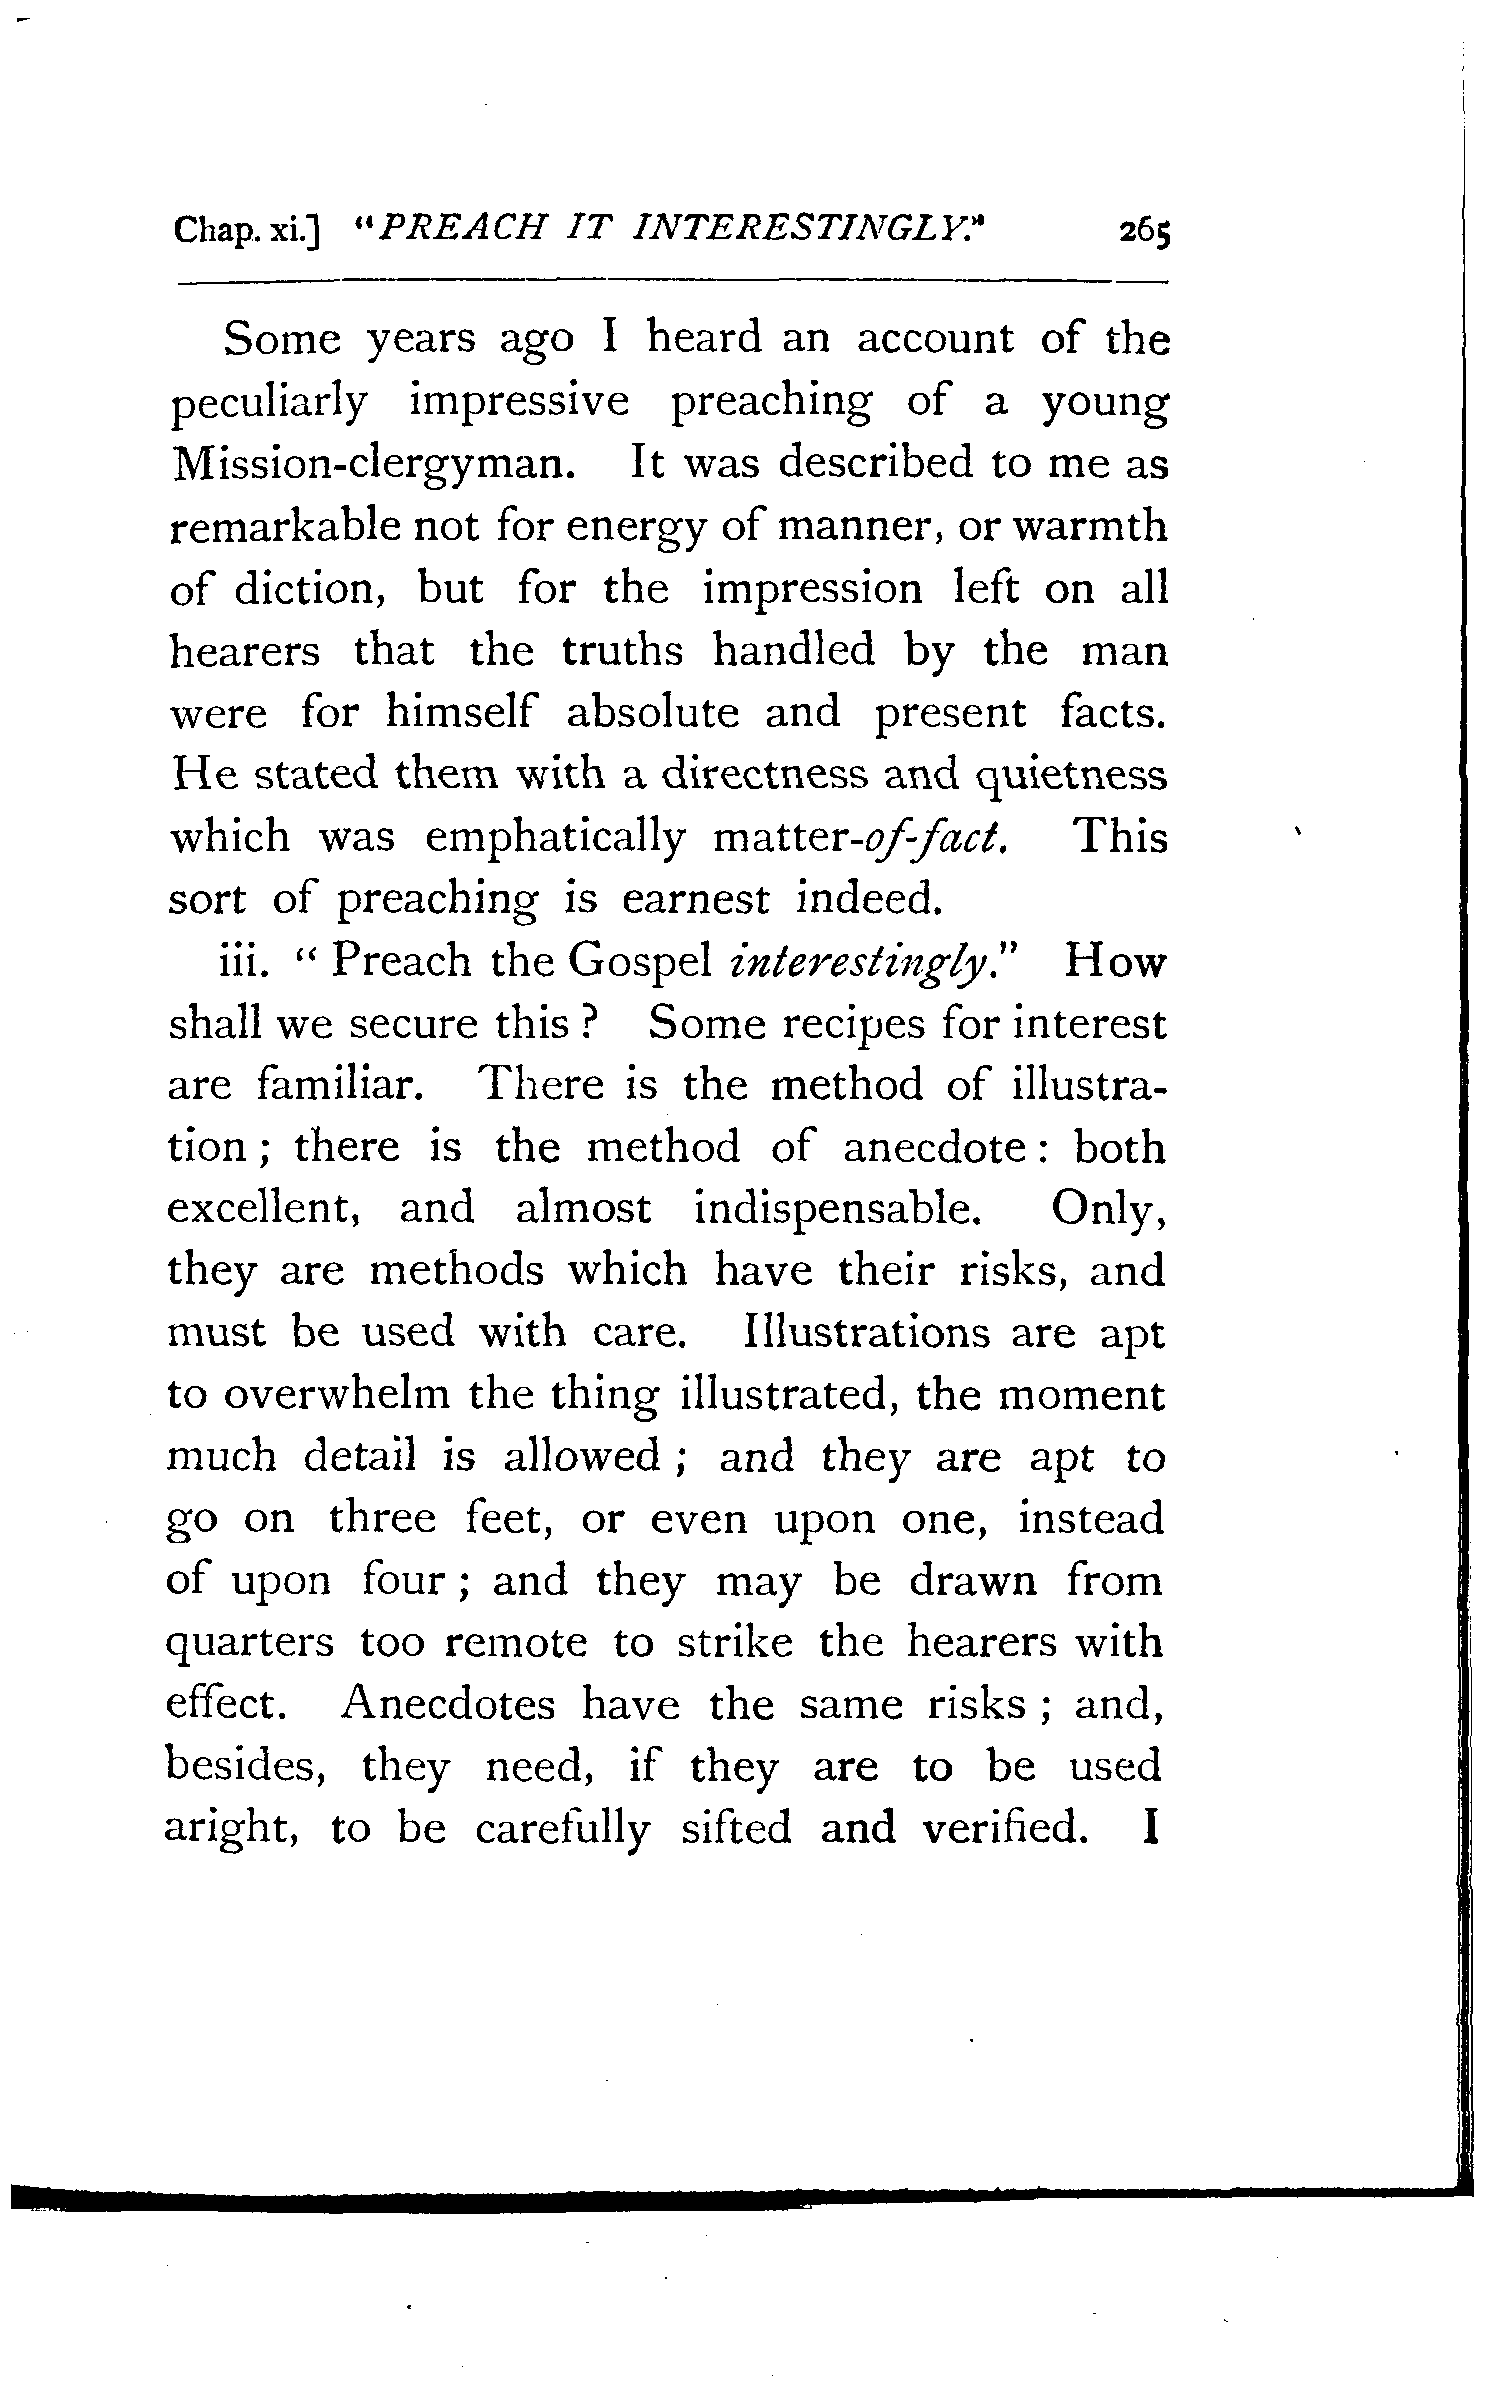 Chap. xi.] "PREACH IT INTERESTINGLY." 265
Some years ago I heard an account of the
peculiarly impressive preaching of a young
Mission-clergyman. It was described to me as
remarkable not for energy of manner, or warmth
of diction, but for the impression left on all
hearers that the truths handled by the man
were for himself absolute and present facts.
He stated them with a directness and quietness
which was emphatically matter-of-fact. This
sort of preaching is earnest indeed.
iii. "Preach the Gospel interestingly." How
shall we secure this? Some recipes for interest
are familiar. There is the method of illustra-
tion; there is the method of anecdote: both
excellent, and almost indispensable. Only,
they are methods which have their risks, and
must be used with care. Illustrations are apt
to overwhelm the thing illustrated, the moment
much detail is allowed; and they are apt to
go on three feet, or even upon one, instead
of upon four; and they may be drawn from
quarters too remote to strike the hearers with
effect. Anecdotes have the same risks; and,
besides, they need, if they are to be used
aright, to be carefully sifted and verified. I